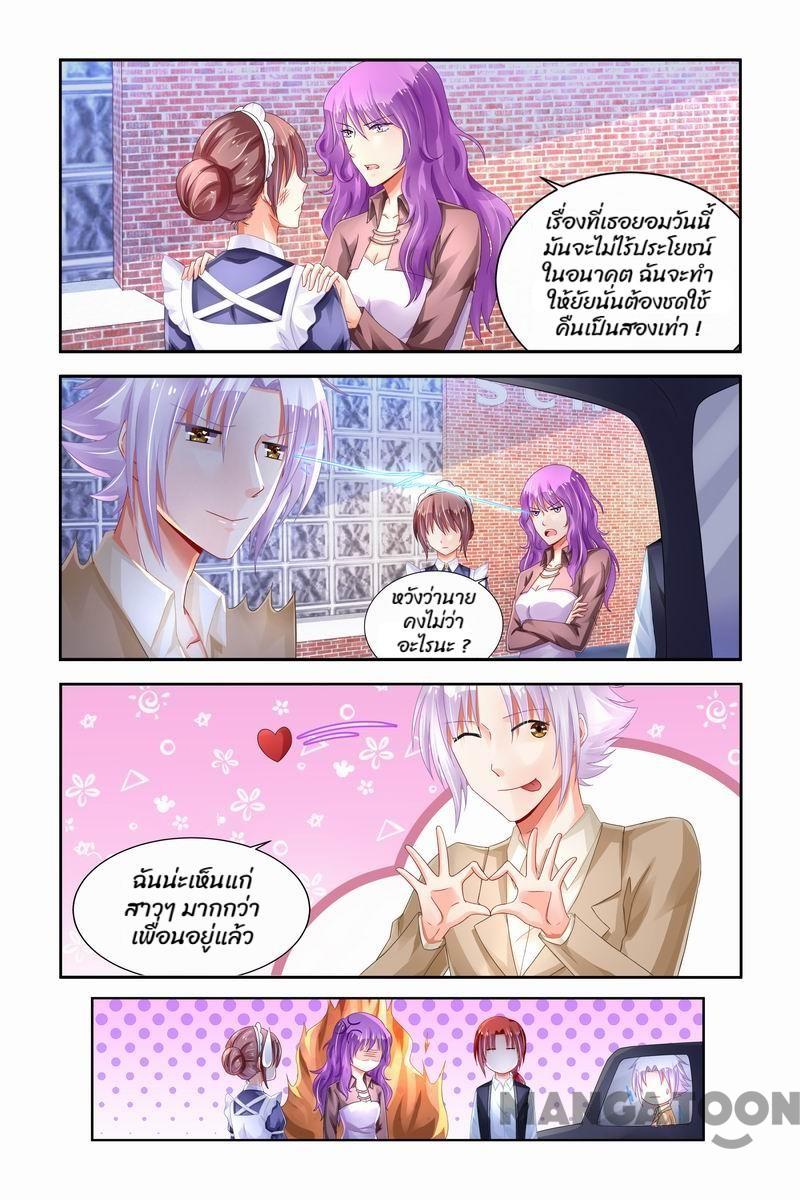 เรื่องที่เธอยอมวันนี้
มันจะไม่ไร้ประโยชน์
ในอนาคต ฉันจะทำ
ให้ยัยนั่นต้องชดใช้
คืนเป็นสองเท่า !
SC
หวังว่านาย
คงไม่ว่า
อะไรนะ ?
ฉันน่ะเห็นแก่
สาวๆ มากกว่า
เพื่อนอยู่แล้ว
MANGATOON